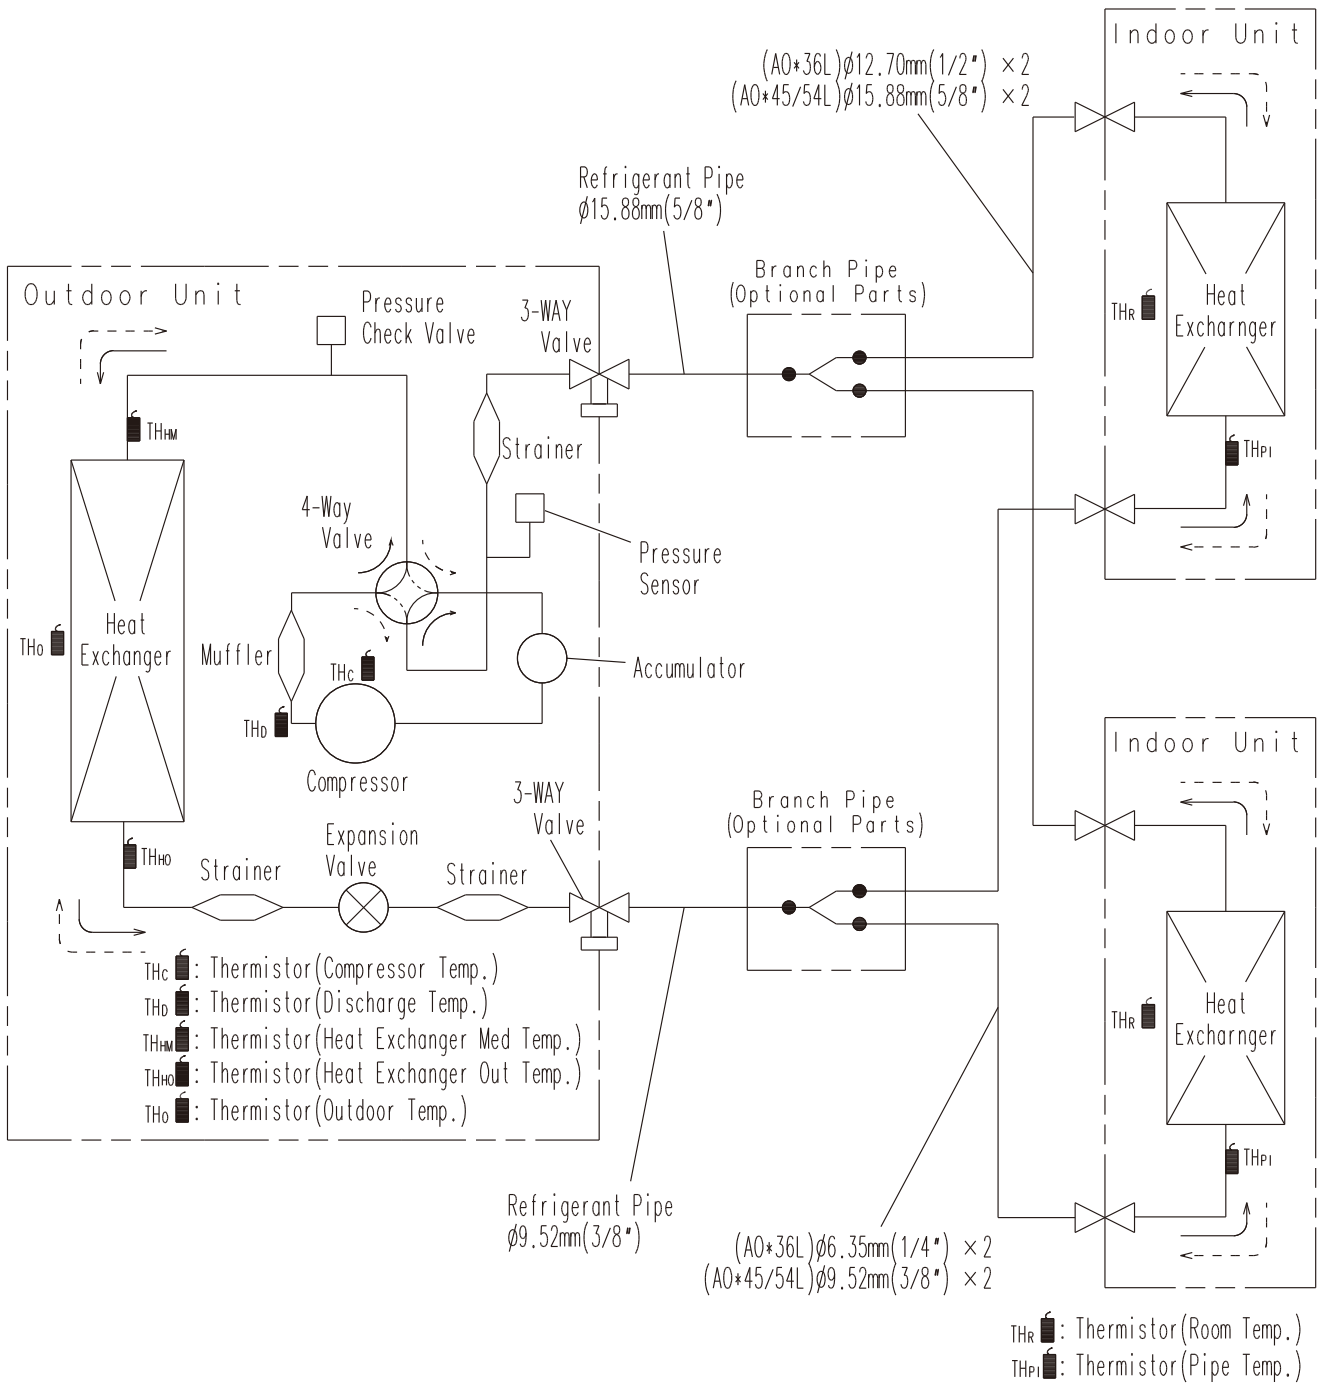 Indoor Unit
(AO*36L)Ø12.70mm(1/2") ×2
(AO*45/54L)Ø15.88mm(5/8") ×2
Refrigerant Pipe
Ø15.88mm(5/8")
Branch Pipe
(Optional Parts)
Outdoor Unit
Pressure
Check Valve
3-WAY
Valve
THR
Heat
Excharnger
THHM
Strainer
THPI
4-Way
Valve
Pressure
Sensor
THO
Heat
Exchanger
Muffler
THC
Accumulator
THD
Compressor
Indoor Unit
3-WAY
Valve
Branch Pipe
(Optional Parts)
Expansion
Valve
THHO
Strainer
Strainer
THC : Thermistor(Compressor Temp.)
THD : Thermistor(Discharge Temp.)
THHM : Thermistor(Heat Exchanger Med Temp.)
THHO : Thermistor(Heat Exchanger Out Temp.)
THO : Thermistor(Outdoor Temp.)
THR
Heat
Excharnger
THPI
Refrigerant Pipe
Ø9.52mm(3/8")
(AO*36L)Ø6.35mm(1/4") ×2
(AO*45/54L)Ø9.52mm(3/8") ×2
THR : Thermistor(Room Temp.)
THPI : Thermistor(Pipe Temp.)